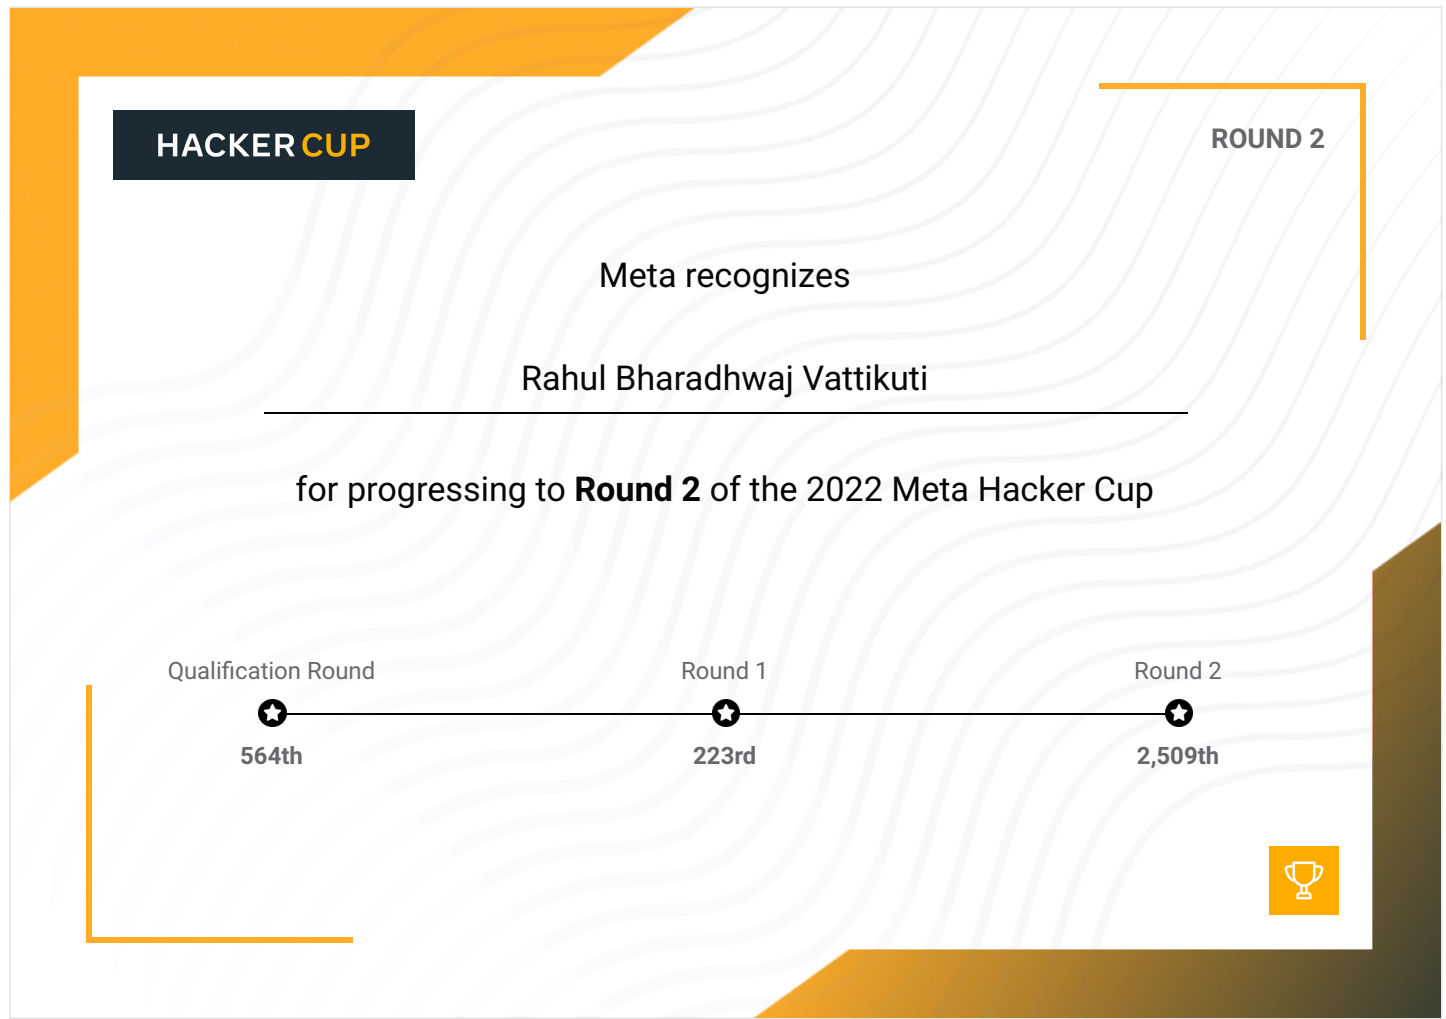 HACKER CUP
ROUND 2
Meta recognizes
Rahul Bharadhwaj Vattikuti
for progressing to Round 2 of the 2022 Meta Hacker Cup
Qualification Round Round 1 Round 2
564th 223rd 2,509th